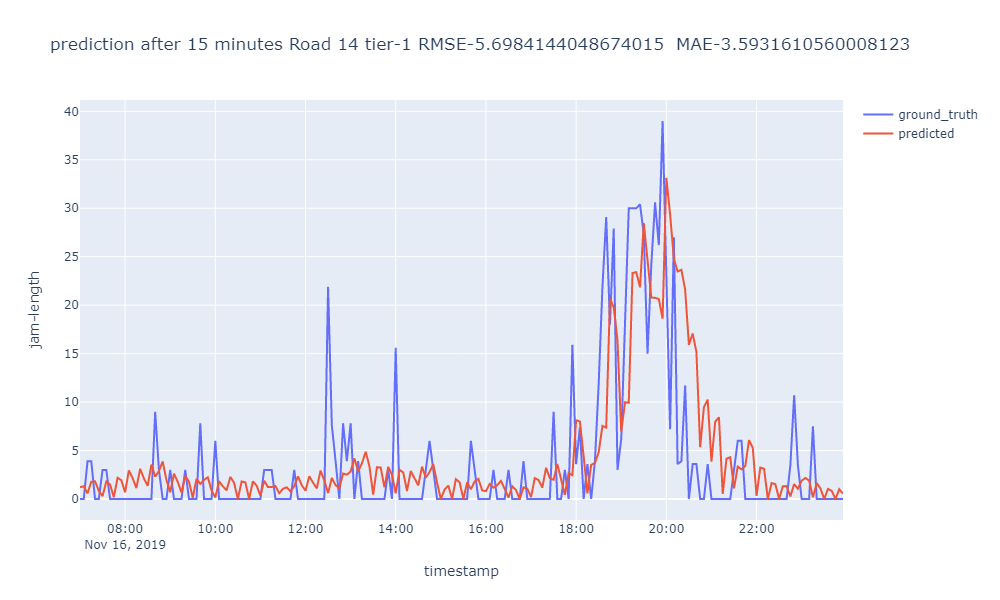 prediction after 15 minutes Road 14 tier-1 RMSE-5.6984144048674015  MAE-3.5931610560008123
ground_truth
predicted
40
35
30
25
20
15
10
5
0
jam-length
08:00 10:00 12:00 14:00 16:00 18:00 20:00 22:00
Nov 16, 2019
timestamp